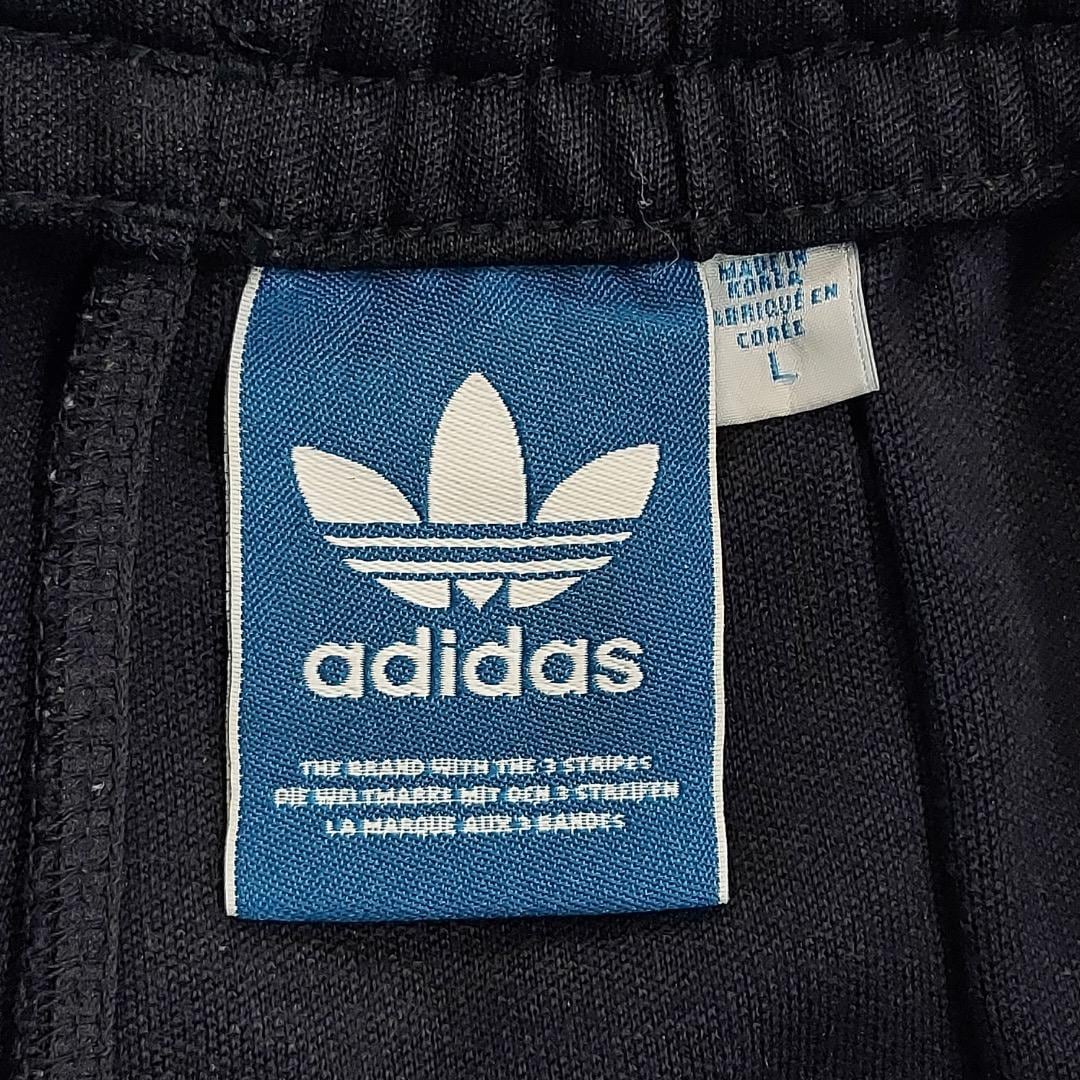 MADE IN
KOREA
FABRIQUÉ EN
CORÉE
L
adidas
THE BRAND WITH THE 3 STRIPES
DIE WELTMARKE MIT DEN 3 STREIFEN
LA MARQUE AUX 3 BANDES